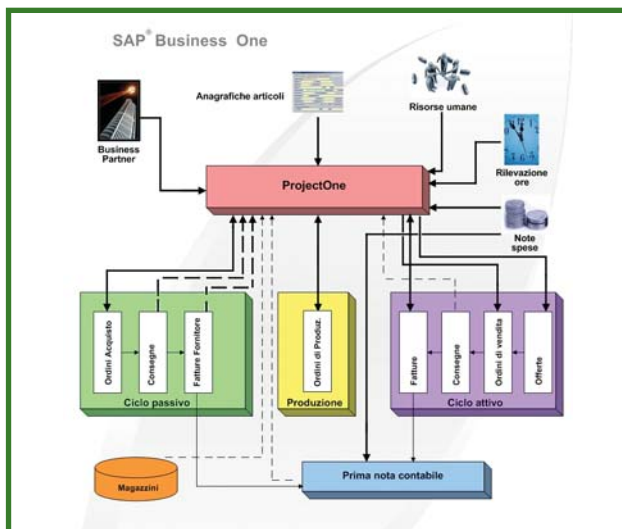 SAP® Business One
Anagrafiche articoli
Risorse umane
Business
Partner
Rilevazione
ore
ProjectOne
Note
spese
Ordini Acquisto
Consegne
Fatture Fornitore
Ciclo passivo
Ordini di Produz.
Produzione
Fatture
Consegne
Ordini di vendita
Offerte
Ciclo attivo
Magazzini
Prima nota contabile